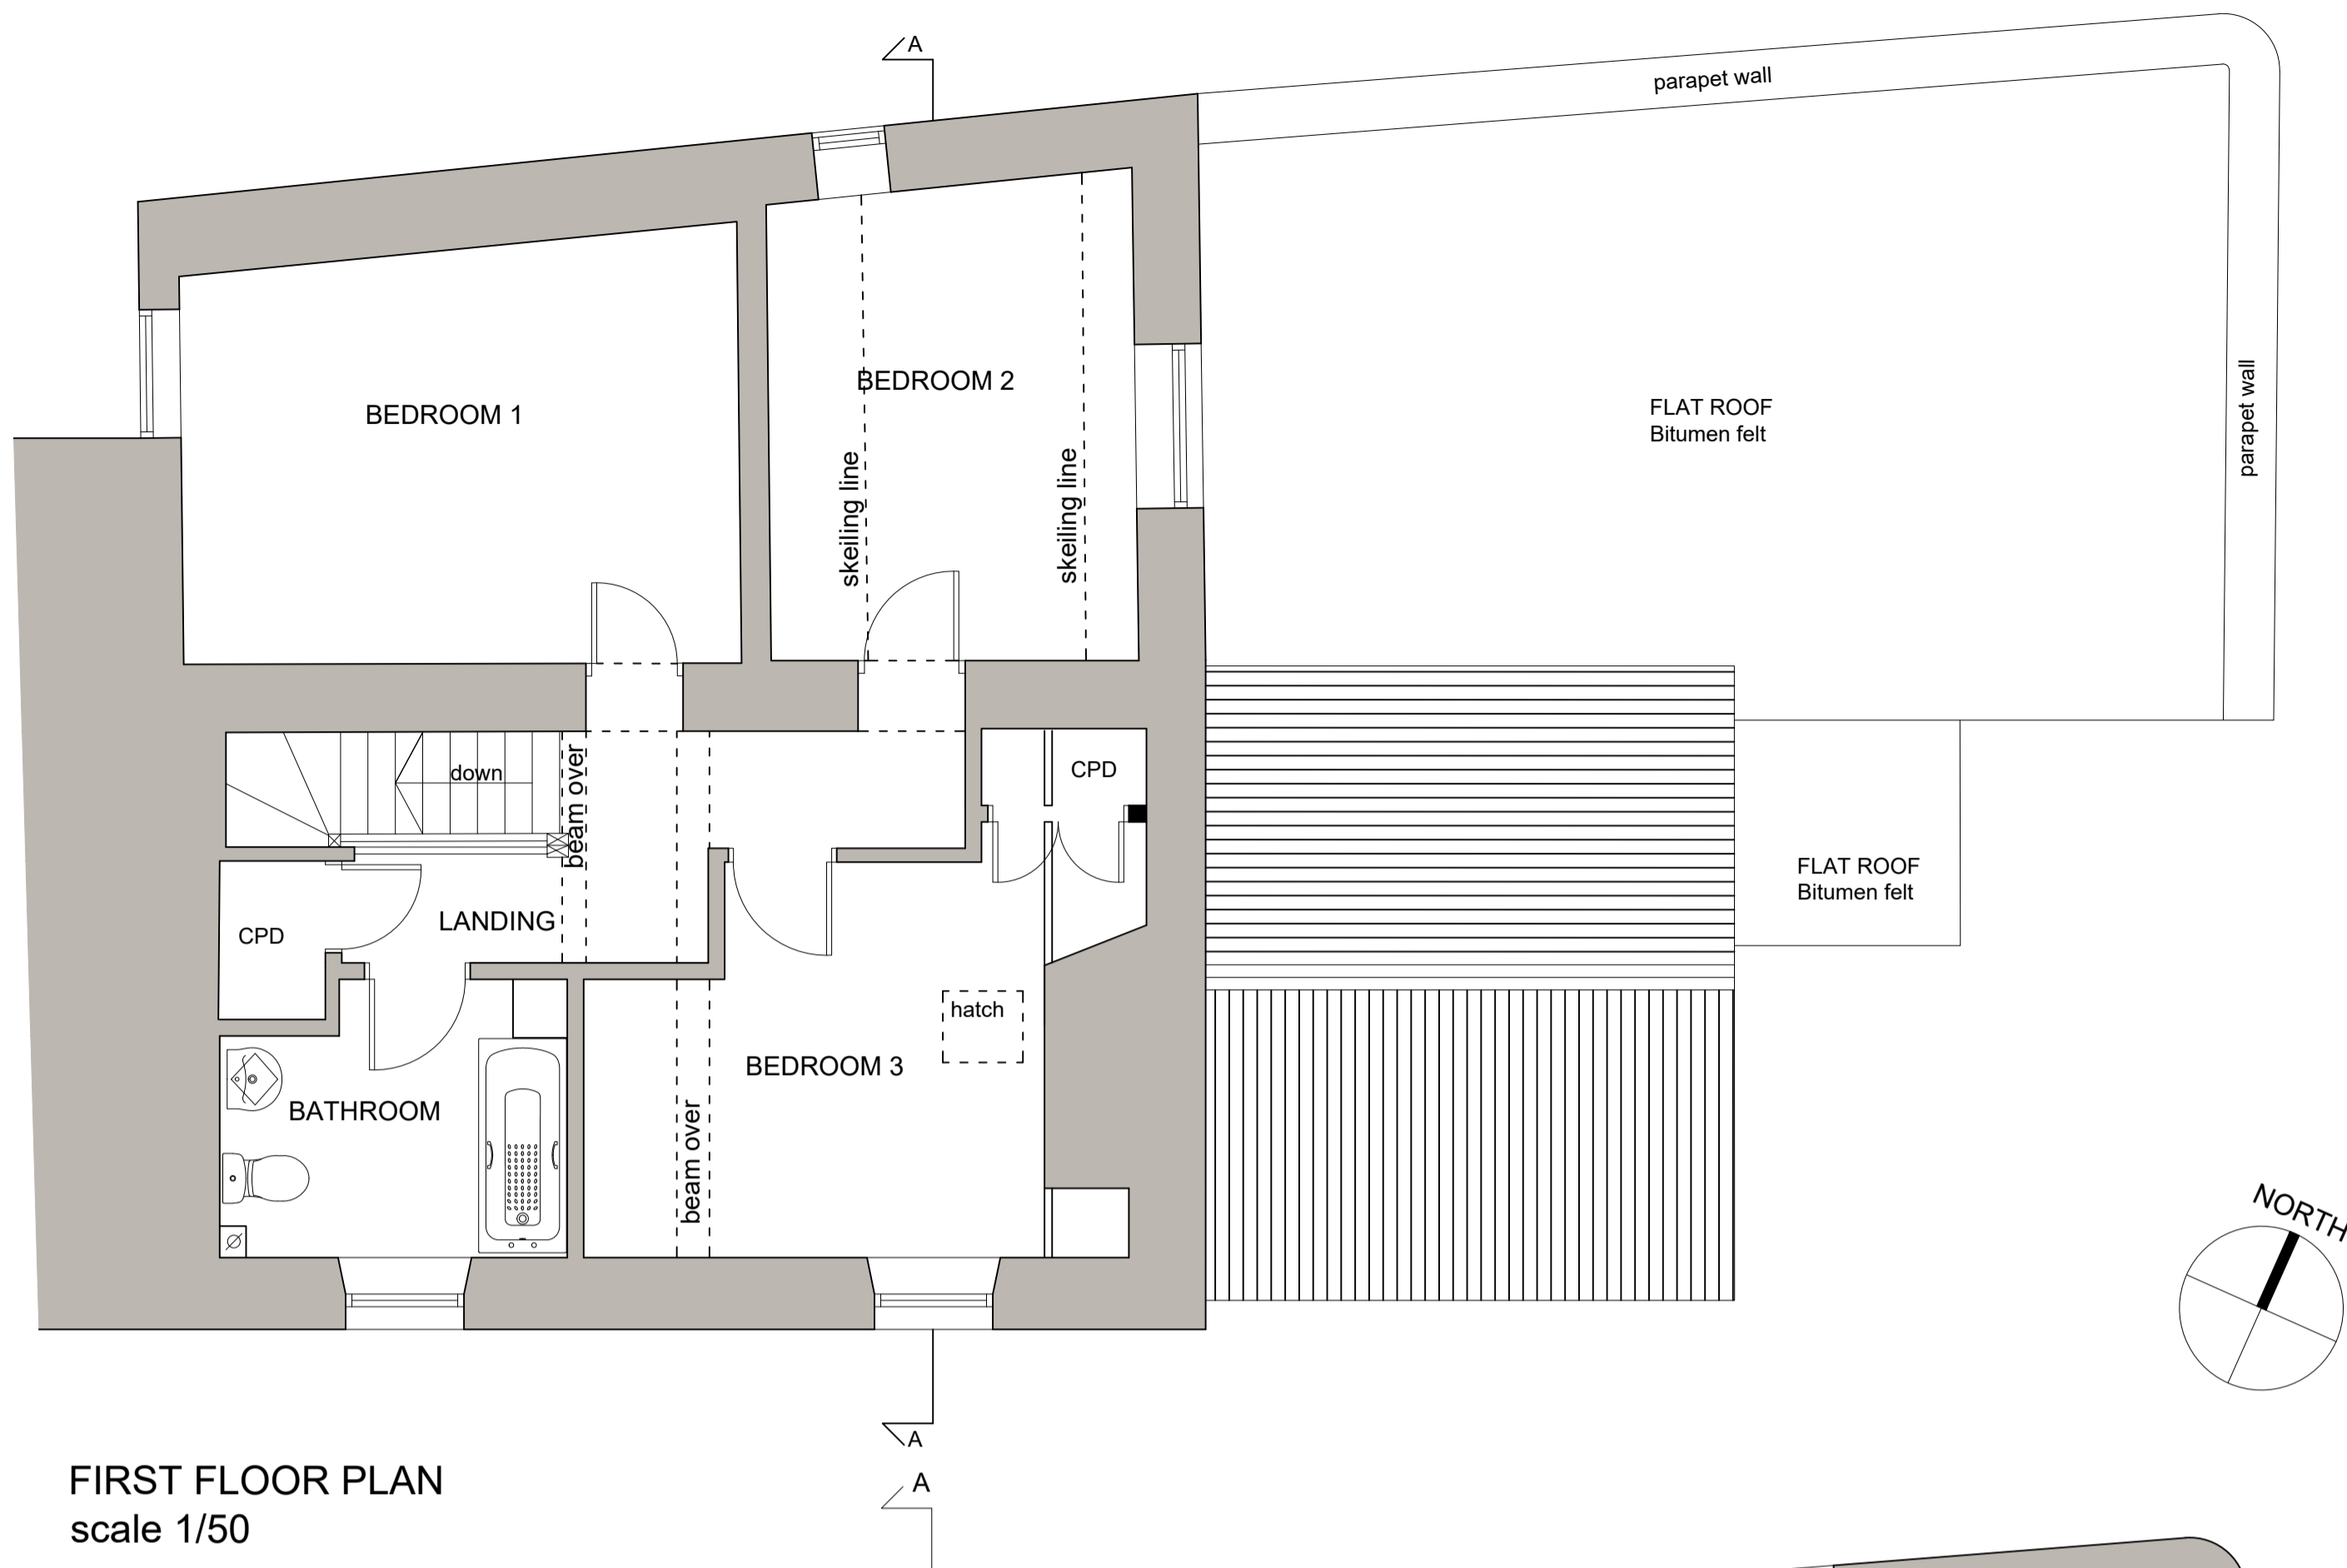 A
parapet wall
parapet wall
BEDROOM 1
BEDROOM 2
skeiling line
skeiling line
FLAT ROOF
Bitumen felt
down
beam over
CPD
LANDING
CPD
FLAT ROOF
Bitumen felt
hatch
BEDROOM 3
BATHROOM
beam over
NORTH
A
FIRST FLOOR PLAN
scale 1/50
A